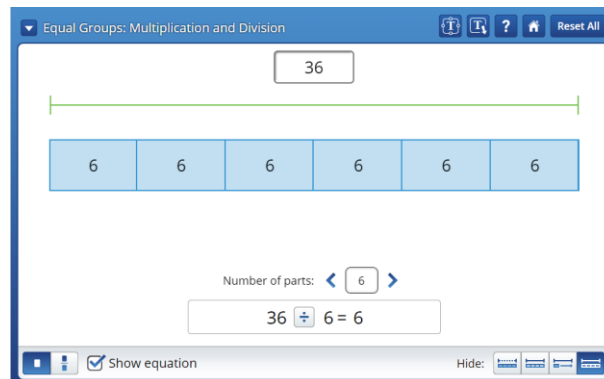 Equal Groups: Multiplication and Division T T ? Reset All
36
6 6 6 6 6 6
Number of parts: 6
36 ÷ 6 = 6
Show equation Hide: